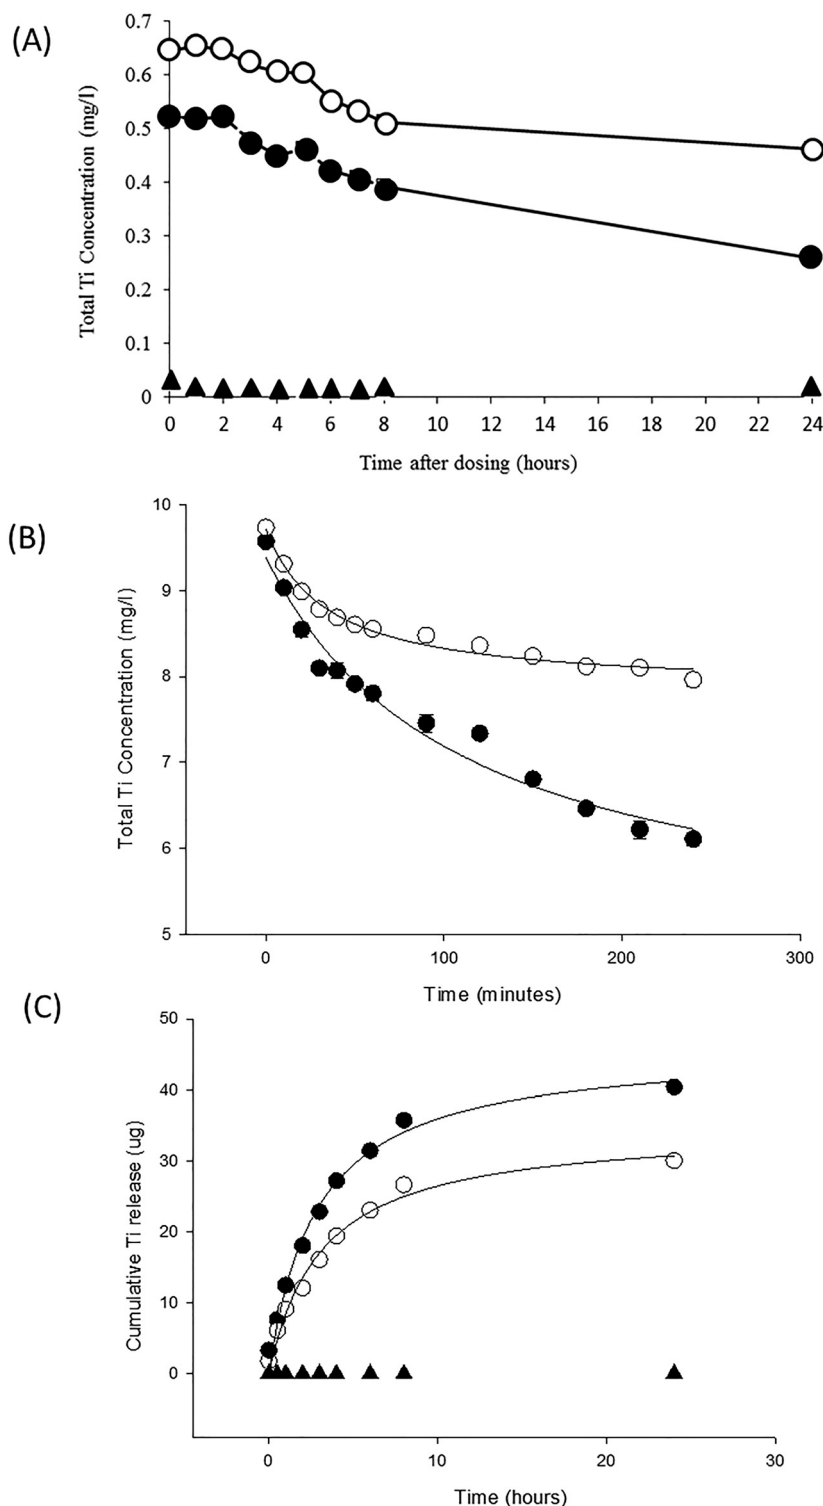 (A)
Total Ti Concentration (mg/l)
0.7
0.6
0.5
0.4
0.3
0.2
0.1
0
0 2 4 6 8 10 12 14 16 18 20 22 24
Time after dosing (hours)
(B)
Total Ti Concentration (mg/l)
10
9
8
7
6
5
0 100 200 300
Time (minutes)
(C)
Cumulative Ti release (ug)
50
40
30
20
10
0
0 10 20 30
Time (hours)